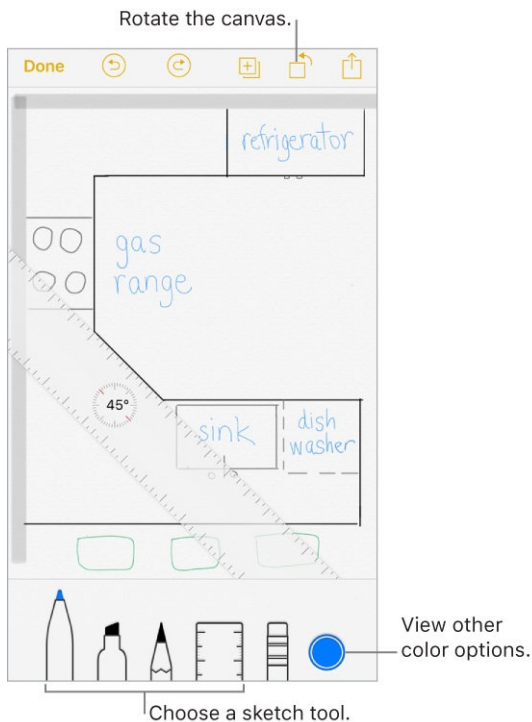 Rotate the canvas.
Done
refrigerator
gas
range
45°
sink
dish
washer
View other
color options.
Choose a sketch tool.